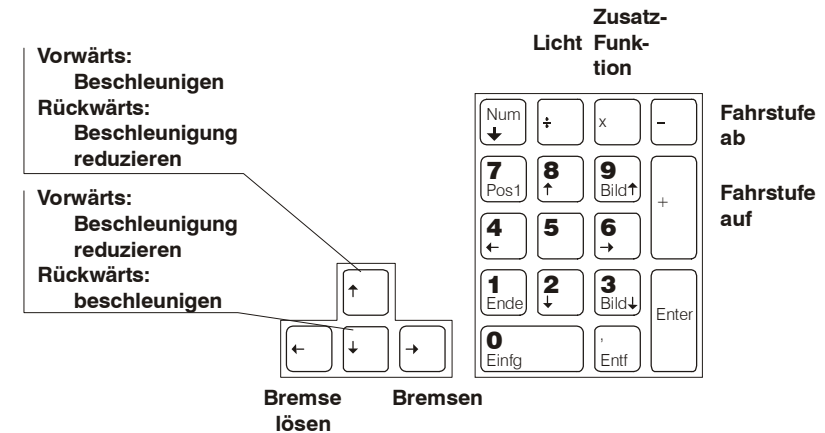 Vorwärts:
Beschleunigen
Rückwärts:
Beschleunigung
reduzieren
Vorwärts:
Beschleunigung
reduzieren
Rückwärts:
beschleunigen
↑
← ↓ →
Bremse
lösen
Bremsen
Licht
Zusatz-
Funk-
tion
Num ÷ x -
↓
7 8 9
Pos1 ↑ Bild↑
+
4 5 6
← →
1 2 3
Ende ↓ Bild↓
Enter
0 ,
Einfg Entf
Fahrstufe
ab
Fahrstufe
auf